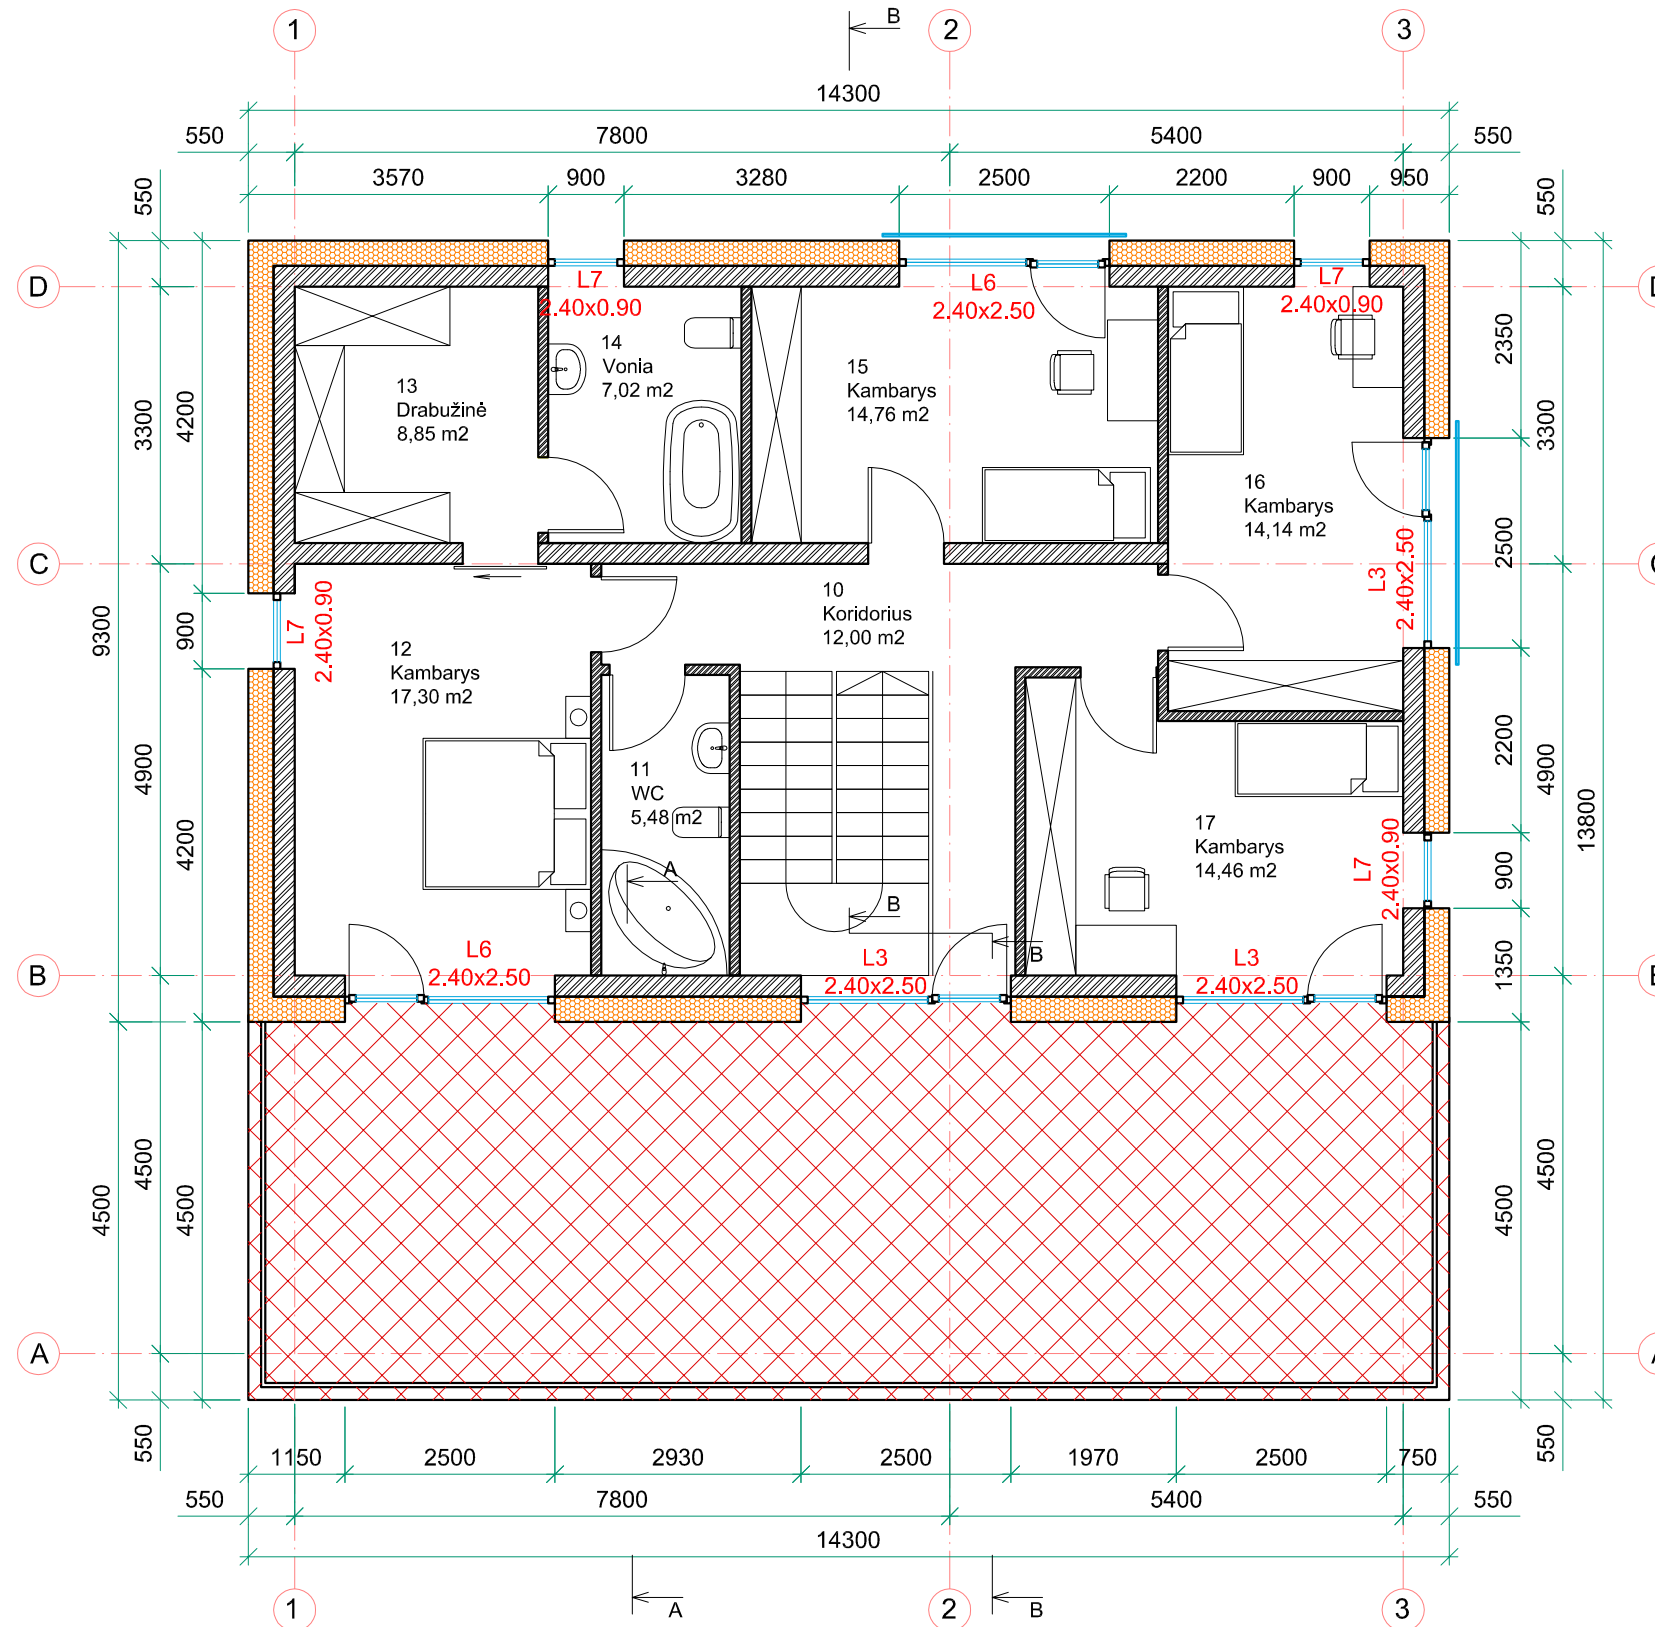 1
B
2
3
14300
550
7800
5400
550
3570
900
3280
2500
2200
900
950
550
550
D
L7
2.40x0.90
L6
2.40x2.50
L7
2.40x0.90
2350
14
Vonia
7,02 m2
15
Kambarys
14,76 m2
13
Drabužinė
8,85 m2
3300
4200
3300
16
Kambarys
14,14 m2
C
L3
2.40x2.50
2500
9300
900
L7
2.40x0.90
10
Koridorius
12,00 m2
12
Kambarys
17,30 m2
4900
2200
4900
11
WC
5,48 m2
17
Kambarys
14,46 m2
13800
4200
L7
2.40x0.90
900
A
B
B
B
L6
2.40x2.50
L3
2.40x2.50
L3
2.40x2.50
1350
4500
4500
4500
4500
4500
A
550
550
1150
2500
2930
2500
1970
2500
750
550
7800
5400
550
14300
1
A
2
B
3